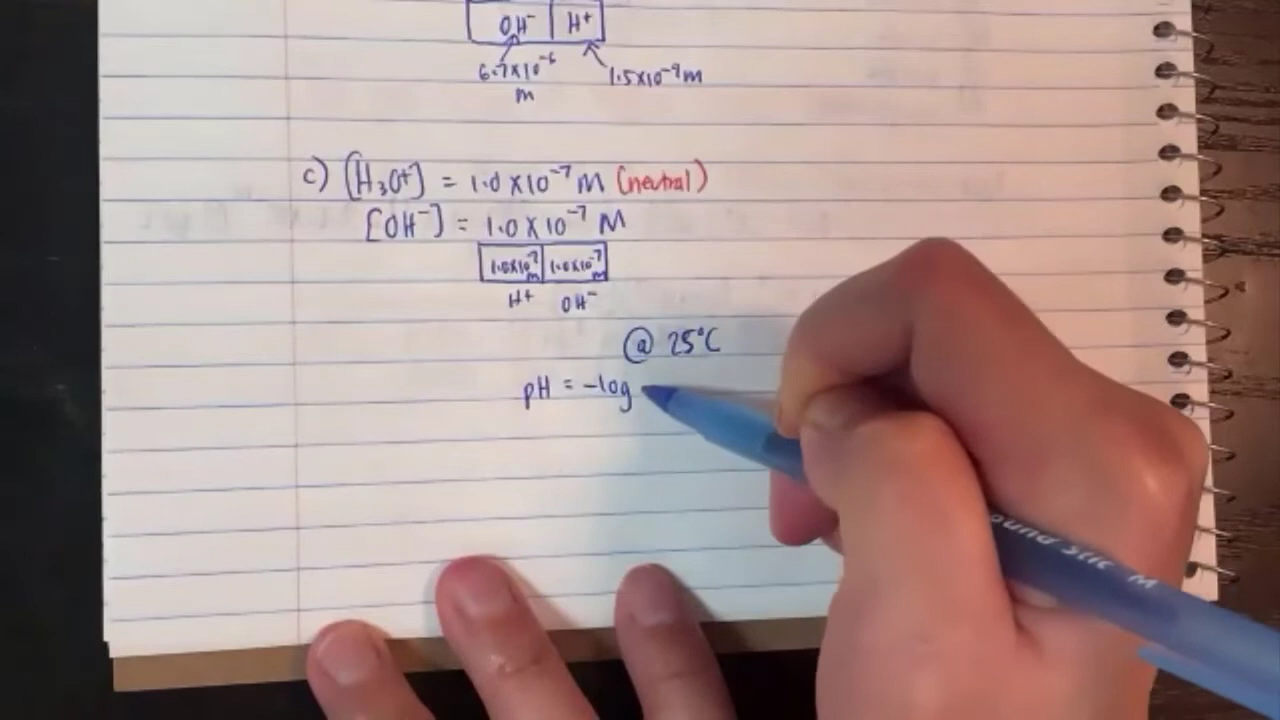 OH⁻ H⁺
6.7x10⁻⁶ 1.5x10⁻⁹m
m
c) [H₃O⁺] = 1.0 x 10⁻⁷ M (neutral)
[OH⁻] = 1.0 x 10⁻⁷ M
1.0x10⁻⁷ m 1.0x10⁻⁷ m
H⁺ OH⁻
@ 25°C
pH = -log